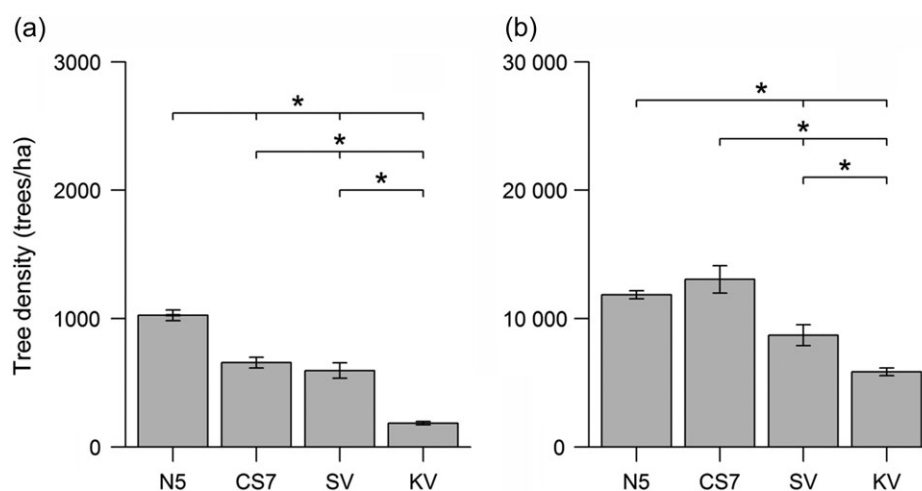 (a)
(b)
Tree density (trees/ha)
3000
2000
1000
0
*
*
*
N5 CS7 SV KV
30 000
20 000
10 000
0
*
*
*
N5 CS7 SV KV